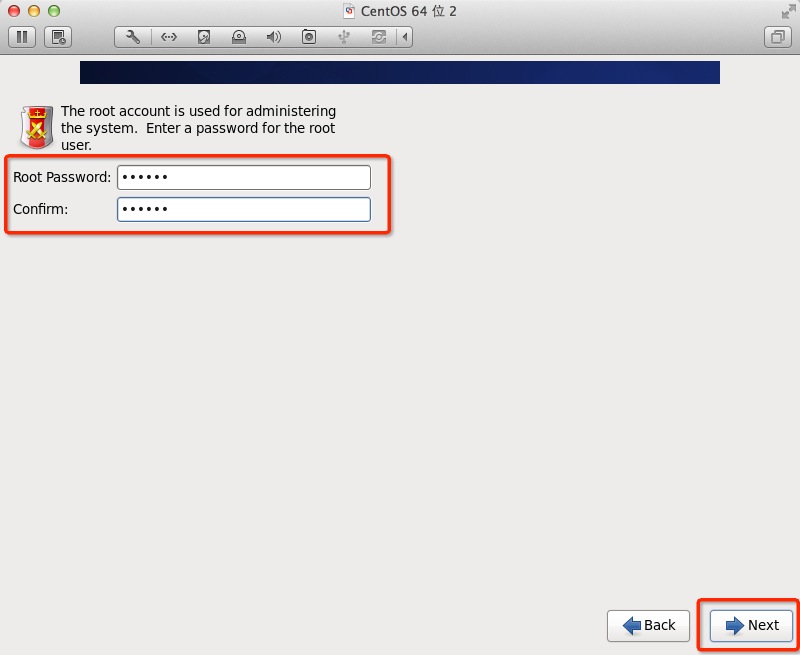 CentOS 64 位 2
The root account is used for administering
the system.  Enter a password for the root
user.
Root Password: ••••••
Confirm: ••••••
Back
Next